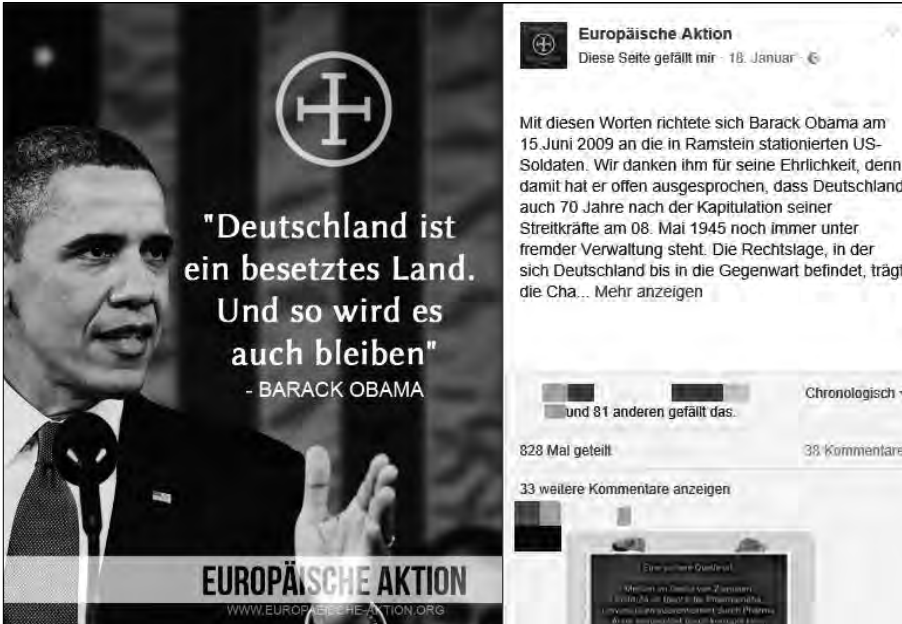 "Deutschland ist
ein besetztes Land.
Und so wird es
auch bleiben"
- BARACK OBAMA
EUROPÄISCHE AKTION
WWW.EUROPAEISCHE-AKTION.ORG
Europäische Aktion
Diese Seite gefällt mir · 18. Januar ·
Mit diesen Worten richtete sich Barack Obama am
15.Juni 2009 an die in Ramstein stationierten US-
Soldaten. Wir danken ihm für seine Ehrlichkeit, denn
damit hat er offen ausgesprochen, dass Deutschland
auch 70 Jahre nach der Kapitulation seiner
Streitkräfte am 08. Mai 1945 noch immer unter
fremder Verwaltung steht. Die Rechtslage, in der
sich Deutschland bis in die Gegenwart befindet, trägt
die Cha... Mehr anzeigen
Chronologisch
und 81 anderen gefällt das.
828 Mal geteilt
38 Kommentare
33 weitere Kommentare anzeigen